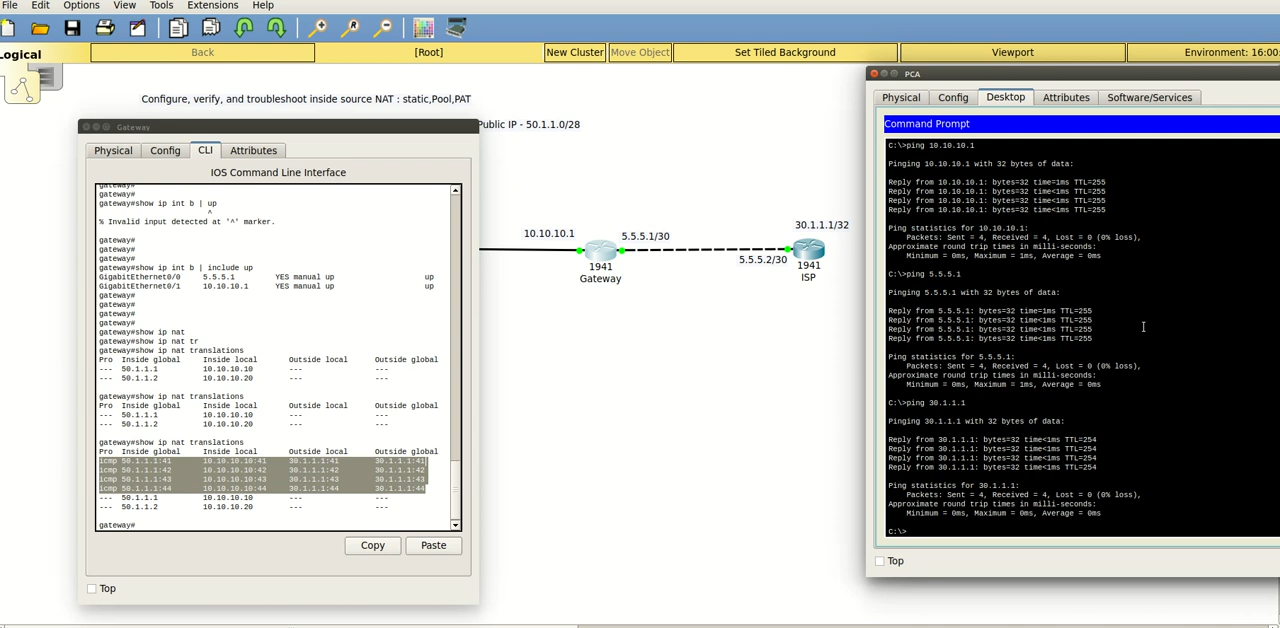 File Edit Options View Tools Extensions Help
Logical
Back
[Root]
New Cluster
Move Object
Set Tiled Background
Viewport
Environment: 16:00:
Configure, verify, and troubleshoot inside source NAT : static,Pool,PAT
Public IP - 50.1.1.0/28
10.10.10.1
5.5.5.1/30
30.1.1.1/32
5.5.5.2/30
1941
Gateway
1941
ISP
Gateway
Physical Config CLI Attributes
IOS Command Line Interface
gateway#
gateway#
gateway#show ip int b | up
^
% Invalid input detected at '^' marker.
gateway#
gateway#
gateway#
gateway#show ip int b | include up
GigabitEthernet0/0 5.5.5.1 YES manual up up
GigabitEthernet0/1 10.10.10.1 YES manual up up
gateway#
gateway#
gateway#
gateway#show ip nat
gateway#show ip nat tr
gateway#show ip nat translations
Pro Inside global Inside local Outside local Outside global
--- 50.1.1.1 10.10.10.10 --- ---
--- 50.1.1.2 10.10.10.20 --- ---
gateway#show ip nat translations
Pro Inside global Inside local Outside local Outside global
--- 50.1.1.1 10.10.10.10 --- ---
--- 50.1.1.2 10.10.10.20 --- ---
gateway#show ip nat translations
Pro Inside global Inside local Outside local Outside global
icmp 50.1.1.1:41 10.10.10.10:41 30.1.1.1:41 30.1.1.1:41
icmp 50.1.1.1:42 10.10.10.10:42 30.1.1.1:42 30.1.1.1:42
icmp 50.1.1.1:43 10.10.10.10:43 30.1.1.1:43 30.1.1.1:43
icmp 50.1.1.1:44 10.10.10.10:44 30.1.1.1:44 30.1.1.1:44
--- 50.1.1.1 10.10.10.10 --- ---
--- 50.1.1.2 10.10.10.20 --- ---
gateway#
Copy
Paste
Top
PCA
Physical Config Desktop Attributes Software/Services
Command Prompt
C:\>ping 10.10.10.1
Pinging 10.10.10.1 with 32 bytes of data:
Reply from 10.10.10.1: bytes=32 time=1ms TTL=255
Reply from 10.10.10.1: bytes=32 time<1ms TTL=255
Reply from 10.10.10.1: bytes=32 time<1ms TTL=255
Reply from 10.10.10.1: bytes=32 time<1ms TTL=255
Ping statistics for 10.10.10.1:
Packets: Sent = 4, Received = 4, Lost = 0 (0% loss),
Approximate round trip times in milli-seconds:
Minimum = 0ms, Maximum = 1ms, Average = 0ms
C:\>ping 5.5.5.1
Pinging 5.5.5.1 with 32 bytes of data:
Reply from 5.5.5.1: bytes=32 time=1ms TTL=255
Reply from 5.5.5.1: bytes=32 time<1ms TTL=255
Reply from 5.5.5.1: bytes=32 time<1ms TTL=255
Reply from 5.5.5.1: bytes=32 time<1ms TTL=255
Ping statistics for 5.5.5.1:
Packets: Sent = 4, Received = 4, Lost = 0 (0% loss),
Approximate round trip times in milli-seconds:
Minimum = 0ms, Maximum = 1ms, Average = 0ms
C:\>ping 30.1.1.1
Pinging 30.1.1.1 with 32 bytes of data:
Reply from 30.1.1.1: bytes=32 time<1ms TTL=254
Reply from 30.1.1.1: bytes=32 time<1ms TTL=254
Reply from 30.1.1.1: bytes=32 time<1ms TTL=254
Reply from 30.1.1.1: bytes=32 time<1ms TTL=254
Ping statistics for 30.1.1.1:
Packets: Sent = 4, Received = 4, Lost = 0 (0% loss),
Approximate round trip times in milli-seconds:
Minimum = 0ms, Maximum = 0ms, Average = 0ms
C:\>
Top